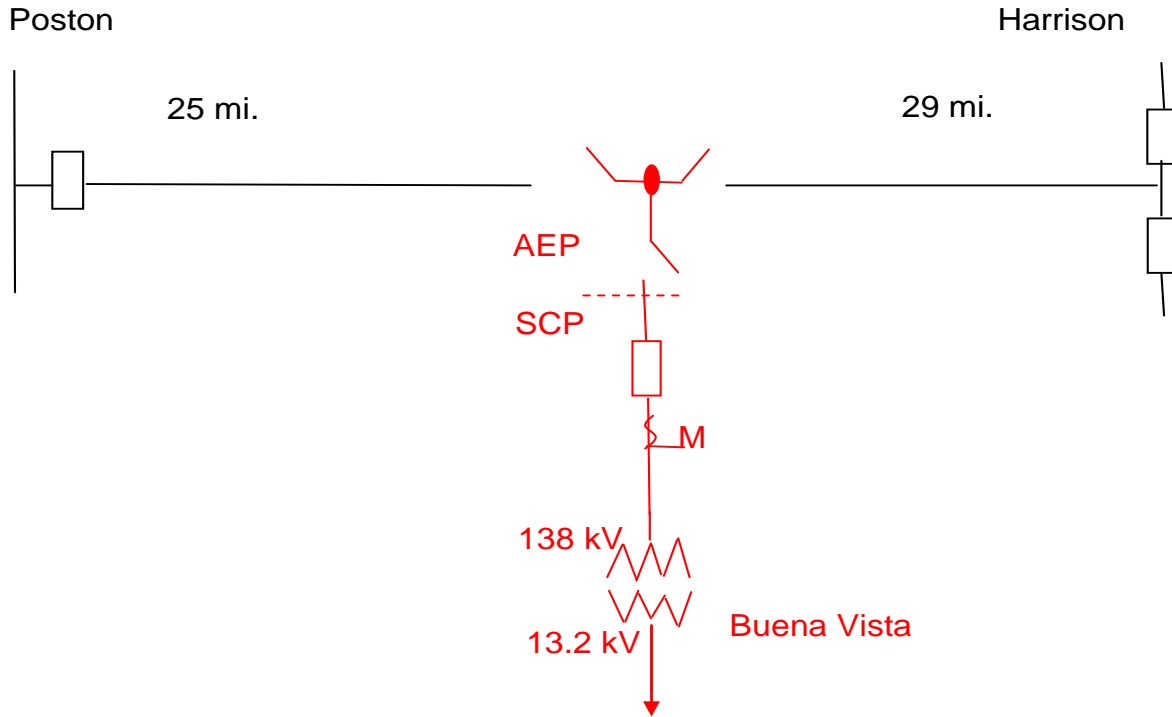 Poston
Harrison
25 mi.
29 mi.
AEP
SCP
M
138 kV
Buena Vista
13.2 kV